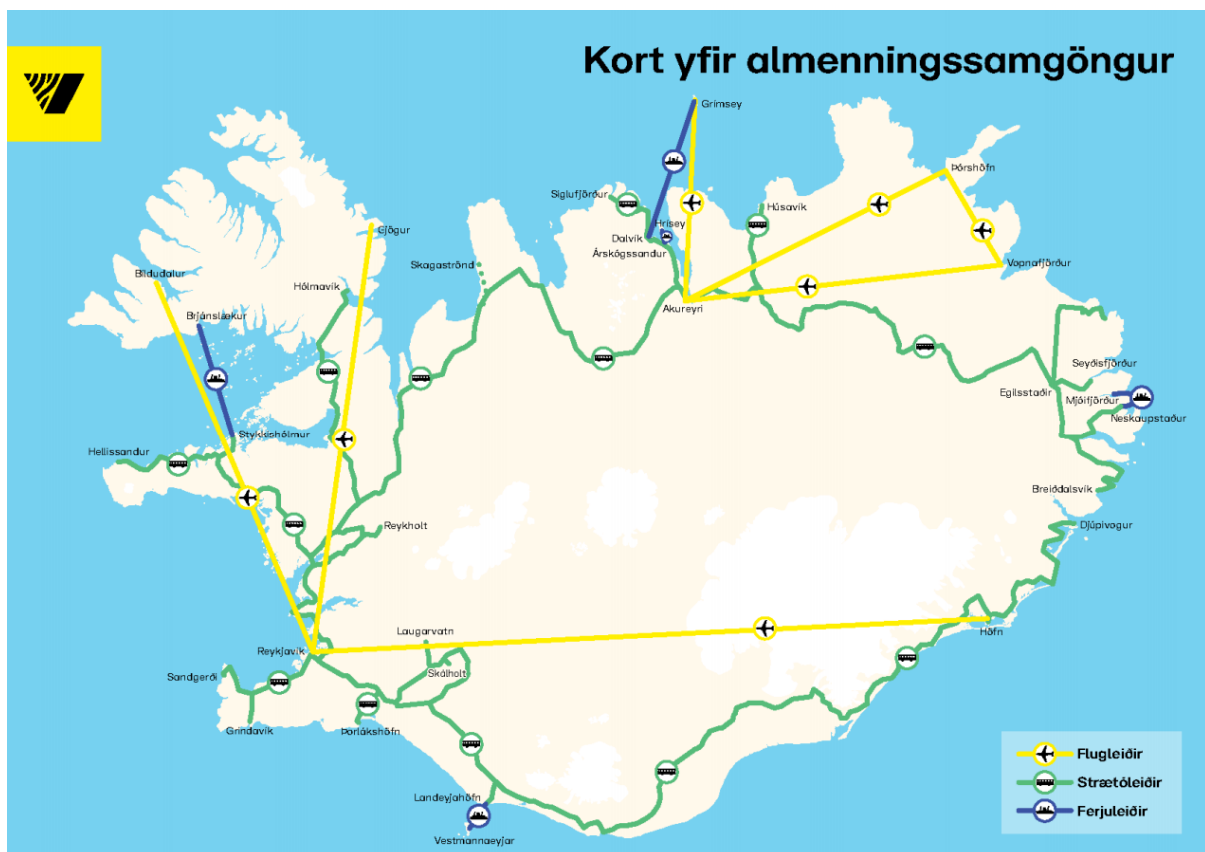 Kort yfir almenningssamgöngur
Grímsey
Þórshöfn
Siglufjörður
Húsavík
Hrísey
Gjögur
Dalvík
Árskógssandur
Vopnafjörður
Skagaströnd
Bíldudalur
Hólmavík
Akureyri
Brjánslækur
Seyðisfjörður
Egilsstaðir
Mjóifjörður
Neskaupstaður
Stykkishólmur
Hellissandur
Breiðdalsvík
Reykholt
Djúpivogur
Laugarvatn
Höfn
Reykjavík
Skálholt
Sandgerði
Grindavík
Þorlákshöfn
Flugleiðir
Strætóleiðir
Ferjuleiðir
Landeyjahöfn
Vestmannaeyjar